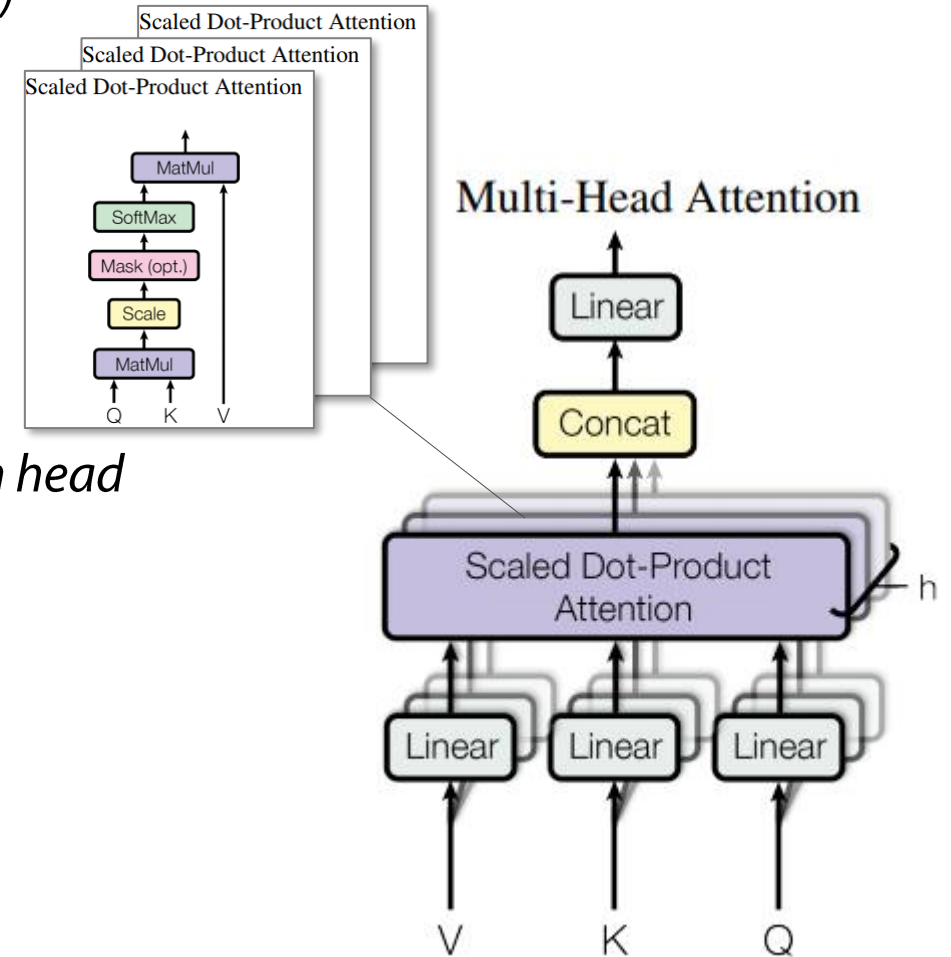 Scaled Dot-Product Attention
Scaled Dot-Product Attention
Scaled Dot-Product Attention
MatMul
SoftMax
Mask (opt.)
Scale
MatMul
Q K V
head
Multi-Head Attention
Linear
Concat
Scaled Dot-Product
Attention
h
Linear Linear Linear
V K Q